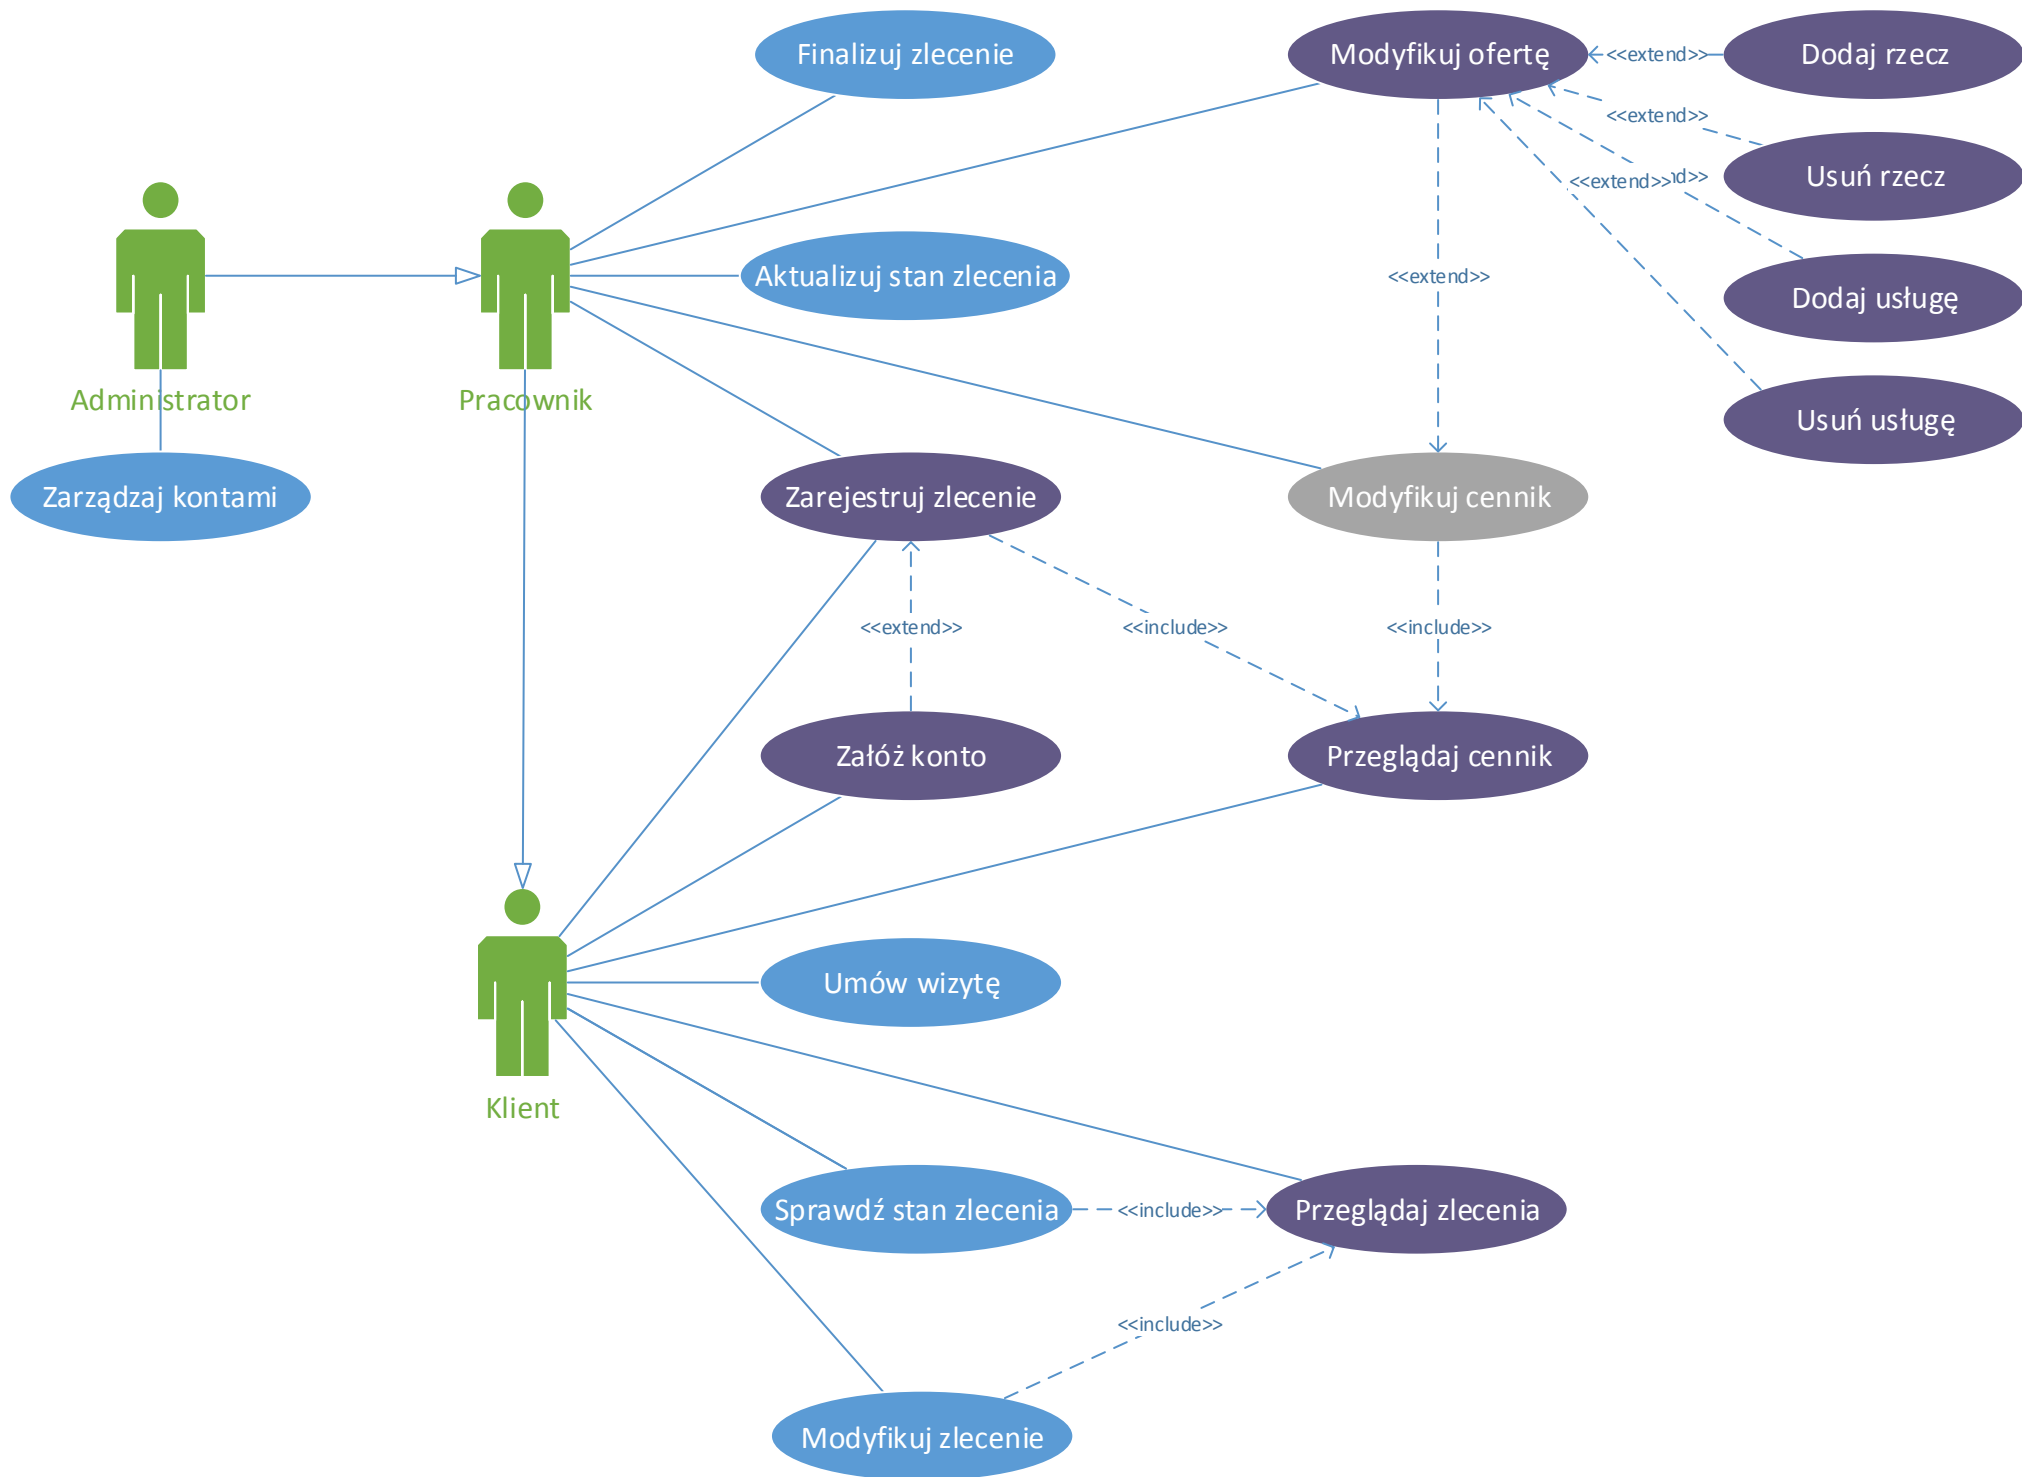 Finalizuj zlecenie
Modyfikuj ofertę
<<extend>>
Dodaj rzecz
<<extend>>
Usuń rzecz
<<extend>>
d>>
Aktualizuj stan zlecenia
<<extend>>
Dodaj usługę
Administrator
Pracownik
Usuń usługę
Zarządzaj kontami
Zarejestruj zlecenie
Modyfikuj cennik
<<extend>>
<<include>>
<<include>>
Załóż konto
Przeglądaj cennik
Umów wizytę
Klient
Sprawdź stan zlecenia
<<include>>
Przeglądaj zlecenia
<<include>>
Modyfikuj zlecenie